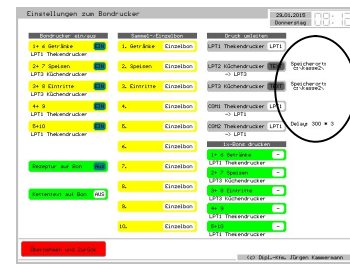 Einstellungen zum Bondrucker
29.01.2015
Donnerstag
Bondrucker ein/aus
Sammel-/Einzelbon
Druck umleiten
1+ 6 Getränke EIN
LPT1 Thekendrucker
1. Getränke Einzelbon
LPT1 Thekendrucker LPT1
2+ 7 Speisen EIN
LPT3 Küchendrucker
2. Speisen Einzelbon
LPT2 Küchendrucker TEXT
-> LPT3
Speicherort:
c:\kasse2\
3+ 8 Eintritte EIN
LPT3 Küchendrucker
3. Eintritte Einzelbon
LPT3 Küchendrucker TEXT
Speicherort:
c:\kasse2\
4+ 9 EIN
LPT1 Thekendrucker
4. Einzelbon
COM1 Thekendrucker LPT1
-> LPT1
5+10 EIN
LPT1 Thekendrucker
5. Einzelbon
COM2 Thekendrucker LPT1
-> LPT1
Delay: 300 * 3
6. Einzelbon
1x-Bons drucken
1+ 6 Getränke -
LPT1 Thekendrucker
Rezeptur auf Bon AUS
7. Einzelbon
2+ 7 Speisen -
LPT3 Küchendrucker
Kettentext auf Bon AUS
8. Einzelbon
3+ 8 Eintritte -
LPT3 Küchendrucker
9. Einzelbon
4+ 9 -
LPT1 Thekendrucker
10. Einzelbon
5+10 -
LPT1 Thekendrucker
Übernehmen und zurück
(c) Dipl.-Kfm. Jürgen Kammermann